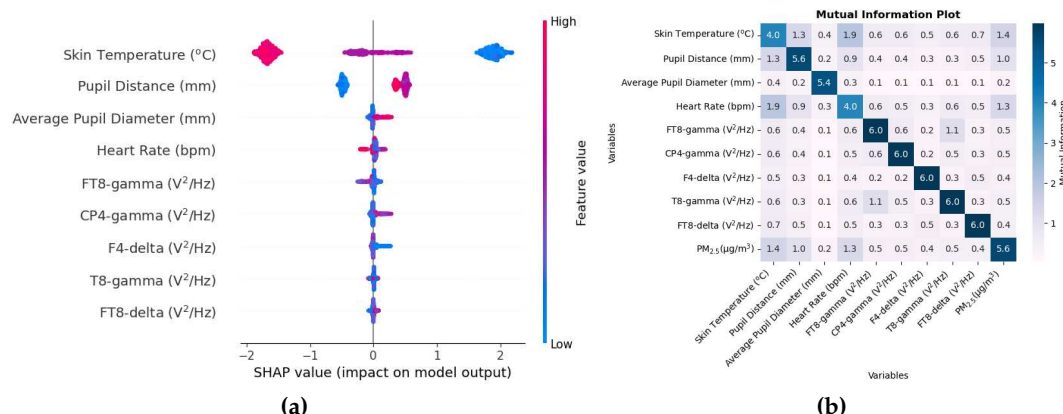 High
Skin Temperature (ºC)
Pupil Distance (mm)
Average Pupil Diameter (mm)
Heart Rate (bpm)
FT8-gamma (V²/Hz)
CP4-gamma (V²/Hz)
F4-delta (V²/Hz)
T8-gamma (V²/Hz)
FT8-delta (V²/Hz)
Feature value
Low
−2 −1 0 1 2
SHAP value (impact on model output)
(a)
Mutual Information Plot
Variables
Skin Temperature (°C) 4.0 1.3 0.4 1.9 0.6 0.6 0.5 0.6 0.7 1.4
Pupil Distance (mm) 1.3 5.6 0.2 0.9 0.4 0.4 0.3 0.3 0.5 1.0
Average Pupil Diameter (mm) 0.4 0.2 5.4 0.3 0.1 0.1 0.1 0.1 0.1 0.2
Heart Rate (bpm) 1.9 0.9 0.3 4.0 0.6 0.5 0.3 0.6 0.5 1.3
FT8-gamma (V²/Hz) 0.6 0.4 0.1 0.6 6.0 0.6 0.2 1.1 0.3 0.5
CP4-gamma (V²/Hz) 0.6 0.4 0.1 0.5 0.6 6.0 0.2 0.5 0.3 0.5
F4-delta (V²/Hz) 0.5 0.3 0.1 0.4 0.2 0.2 6.0 0.3 0.5 0.4
T8-gamma (V²/Hz) 0.6 0.3 0.1 0.6 1.1 0.5 0.3 6.0 0.3 0.5
FT8-delta (V²/Hz) 0.7 0.5 0.1 0.5 0.3 0.3 0.5 0.3 6.0 0.4
PM2.5(µg/m³) 1.4 1.0 0.2 1.3 0.5 0.5 0.4 0.5 0.4 5.6
Skin Temperature (°C)
Pupil Distance (mm)
Average Pupil Diameter (mm)
Heart Rate (bpm)
FT8-gamma (V²/Hz)
CP4-gamma (V²/Hz)
F4-delta (V²/Hz)
T8-gamma (V²/Hz)
FT8-delta (V²/Hz)
PM2.5(µg/m³)
Variables
5
4
3
2
1
Mutual Information
(b)